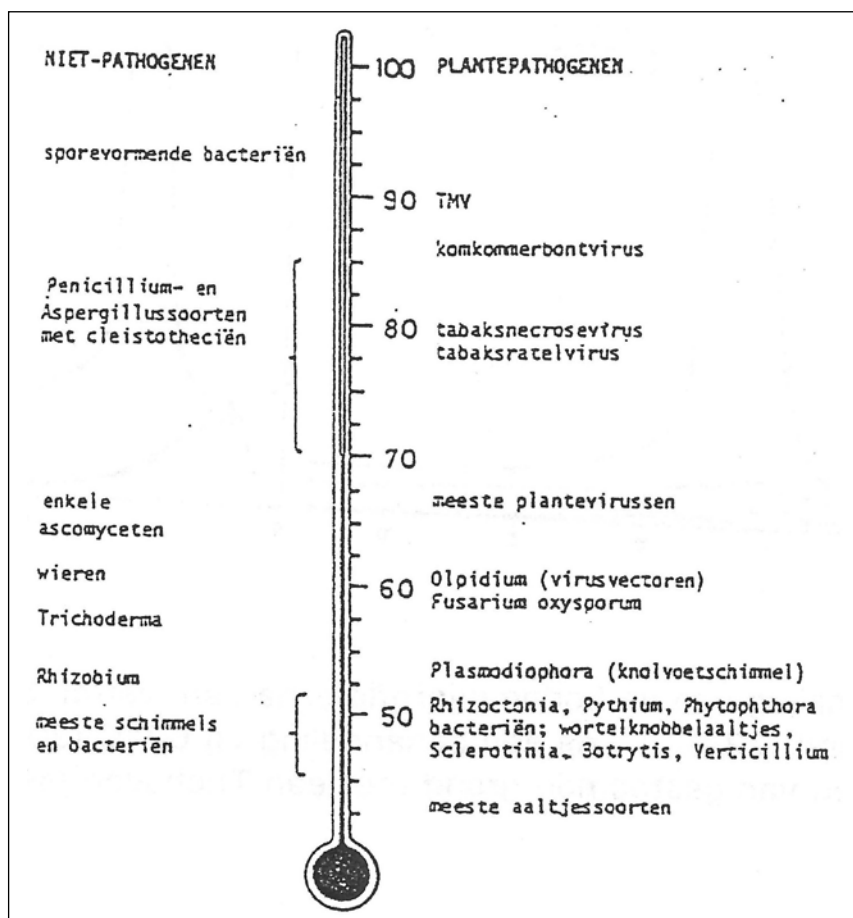 NIET-PATHOGENEN
sporevormende bacteriën
Penicillium- en
Aspergillussoorten
met cleistotheciën
enkele
ascomyceten
wieren
Trichoderma
Rhizobium
meeste schimmels
en bacteriën
100
90
80
70
60
50
PLANTEPATHOGENEN
TMV
komkommerbontvirus
tabaksnecrosevirus
tabaksratelvirus
meeste plantevirussen
Olpidium (virusvectoren)
Fusarium oxysporum
Plasmodiophora (knolvoetschimmel)
Rhizoctonia, Pythium, Phytophthora
bacteriën; wortelknobbelaaltjes,
Sclerotinia, Botrytis, Verticillium
meeste aaltjessoorten